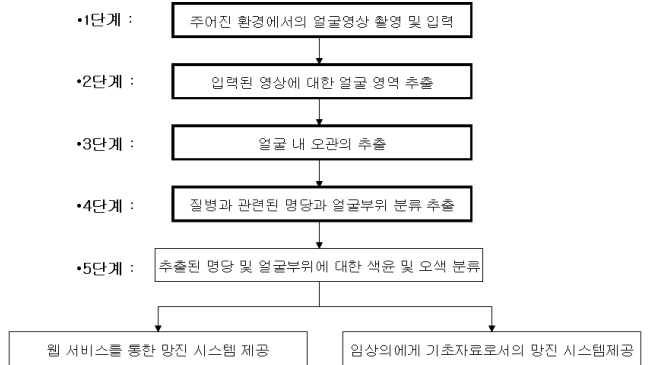 •1단계 : 주어진 환경에서의 얼굴영상 촬영 및 입력
•2단계 : 입력된 영상에 대한 얼굴 영역 추출
•3단계 : 얼굴 내 오관의 추출
•4단계 : 질병과 관련된 명당과 얼굴부위 분류 추출
•5단계 : 추출된 명당 및 얼굴부위에 대한 색윤 및 오색 분류
웹 서비스를 통한 망진 시스템 제공
임상의에게 기초자료로서의 망진 시스템제공